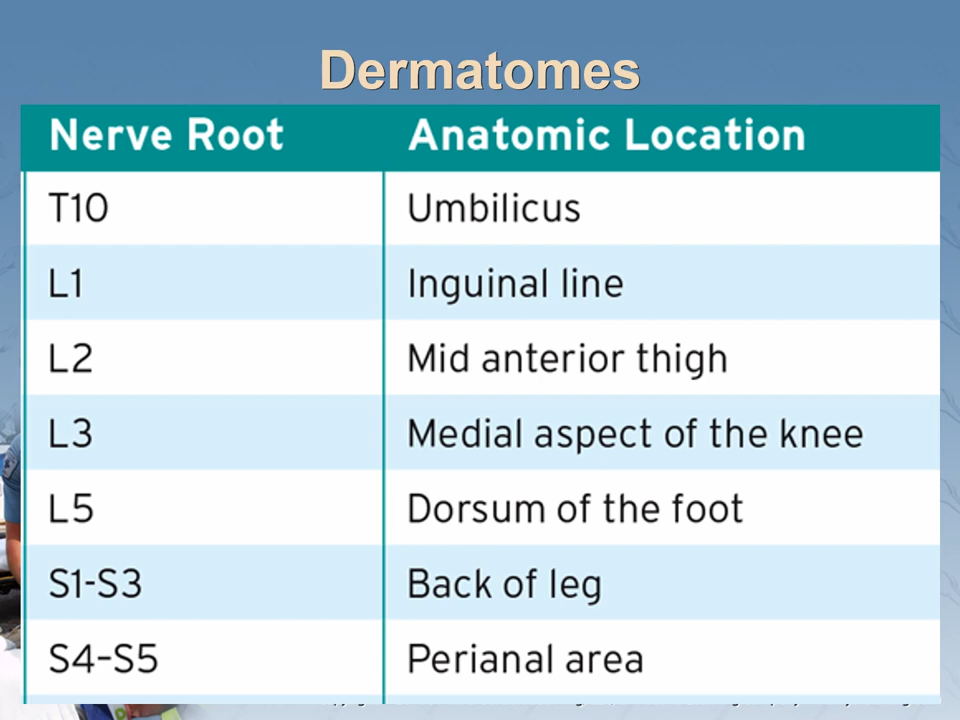 Dermatomes
Nerve Root Anatomic Location
T10 Umbilicus
L1 Inguinal line
L2 Mid anterior thigh
L3 Medial aspect of the knee
L5 Dorsum of the foot
S1-S3 Back of leg
S4–S5 Perianal area